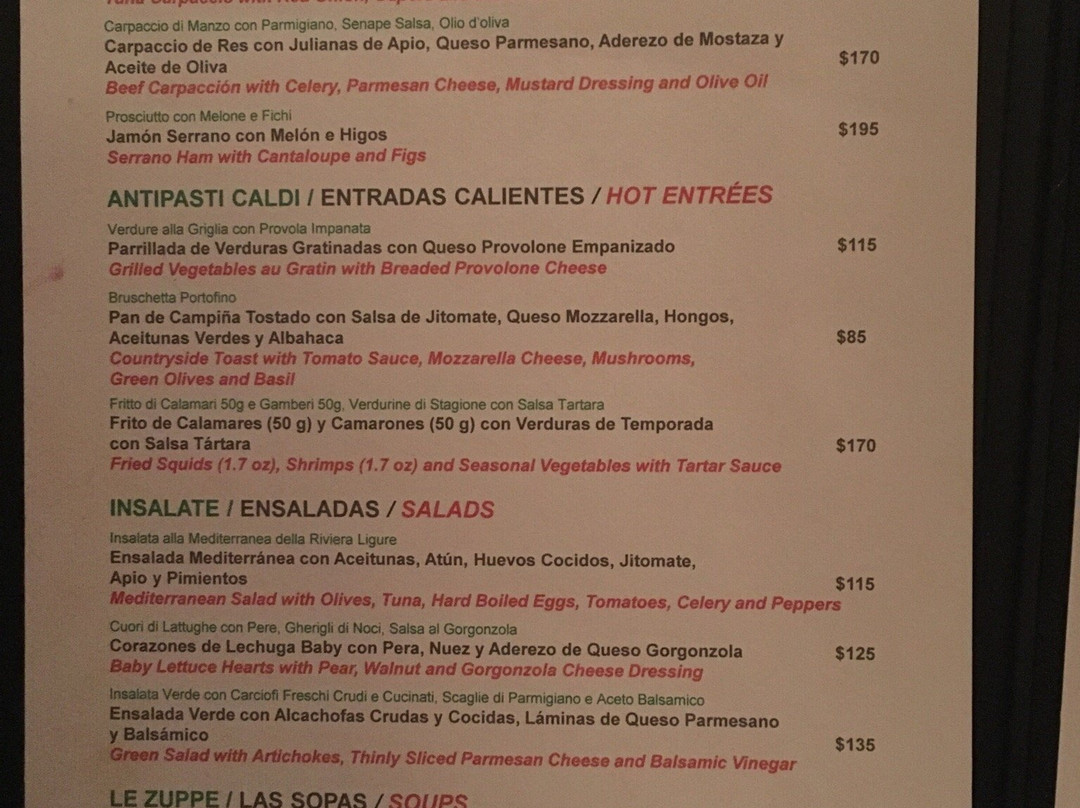 Tuna Carpaccio with Red Onion, Capers and
Carpaccio di Manzo con Parmigiano, Senape Salsa, Olio d'oliva
Carpaccio de Res con Julianas de Apio, Queso Parmesano, Aderezo de Mostaza y
Aceite de Oliva
$170
Beef Carpacción with Celery, Parmesan Cheese, Mustard Dressing and Olive Oil
Prosciutto con Melone e Fichi
Jamón Serrano con Melón e Higos
$195
Serrano Ham with Cantaloupe and Figs
ANTIPASTI CALDI / ENTRADAS CALIENTES / HOT ENTRÉES
Verdure alla Griglia con Provola Impanata
Parrillada de Verduras Gratinadas con Queso Provolone Empanizado
$115
Grilled Vegetables au Gratin with Breaded Provolone Cheese
Bruschetta Portofino
Pan de Campiña Tostado con Salsa de Jitomate, Queso Mozzarella, Hongos,
Aceitunas Verdes y Albahaca
$85
Countryside Toast with Tomato Sauce, Mozzarella Cheese, Mushrooms,
Green Olives and Basil
Fritto di Calamari 50g e Gamberi 50g, Verdurine di Stagione con Salsa Tartara
Frito de Calamares (50 g) y Camarones (50 g) con Verduras de Temporada
con Salsa Tártara
$170
Fried Squids (1.7 oz), Shrimps (1.7 oz) and Seasonal Vegetables with Tartar Sauce
INSALATE / ENSALADAS / SALADS
Insalata alla Mediterranea della Riviera Ligure
Ensalada Mediterránea con Aceitunas, Atún, Huevos Cocidos, Jitomate,
Apio y Pimientos
$115
Mediterranean Salad with Olives, Tuna, Hard Boiled Eggs, Tomatoes, Celery and Peppers
Cuori di Lattughe con Pere, Gherigli di Noci, Salsa al Gorgonzola
Corazones de Lechuga Baby con Pera, Nuez y Aderezo de Queso Gorgonzola
$125
Baby Lettuce Hearts with Pear, Walnut and Gorgonzola Cheese Dressing
Insalata Verde con Carciofi Freschi Crudi e Cucinati, Scaglie di Parmigiano e Aceto Balsamico
Ensalada Verde con Alcachofas Crudas y Cocidas, Láminas de Queso Parmesano
y Balsámico
$135
Green Salad with Artichokes, Thinly Sliced Parmesan Cheese and Balsamic Vinegar
LE ZUPPE / LAS SOPAS / SOUPS